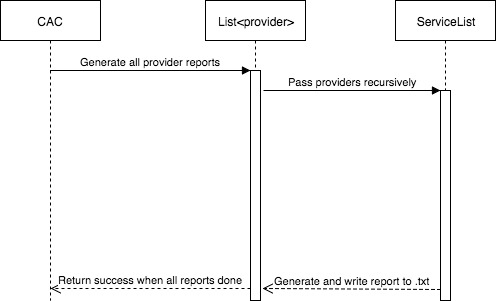 CAC
List<provider>
ServiceList
Generate all provider reports
Pass providers recursively
Return success when all reports done
Generate and write report to .txt